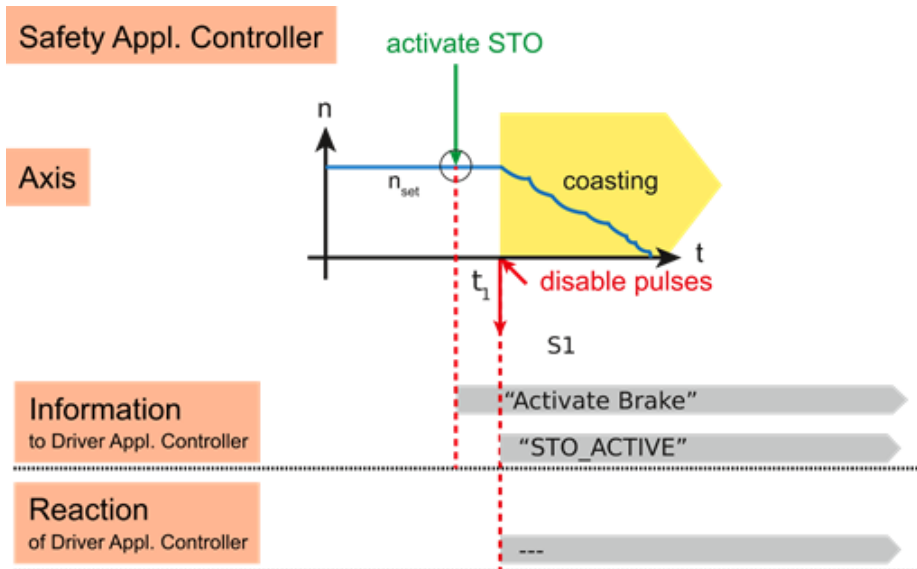 Safety Appl. Controller
activate STO
n
Axis
n_set
coasting
t
t_1
disable pulses
S1
Information
to Driver Appl. Controller
“Activate Brake”
“STO_ACTIVE”
Reaction
of Driver Appl. Controller
---